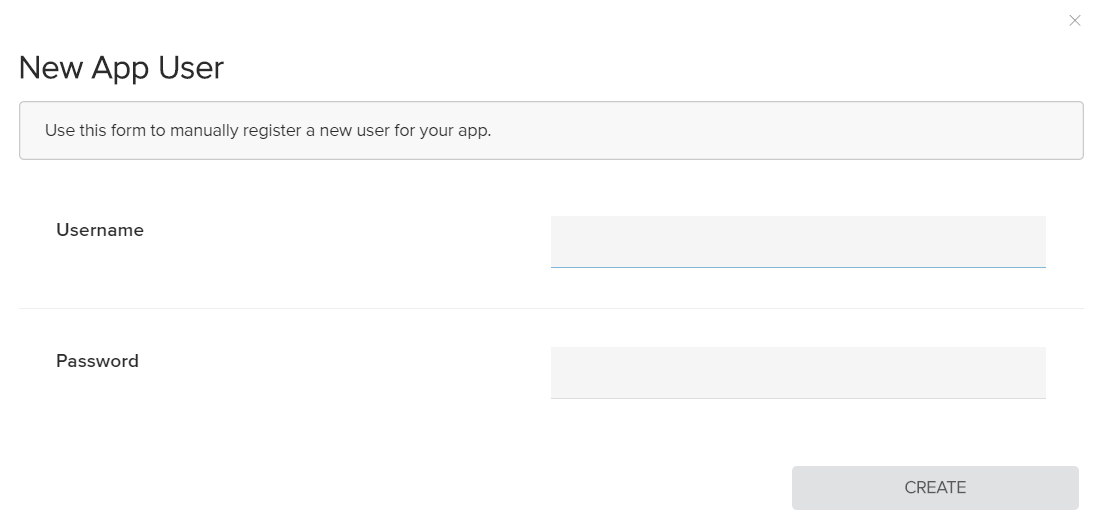 New App User
Use this form to manually register a new user for your app.
Username
Password
CREATE